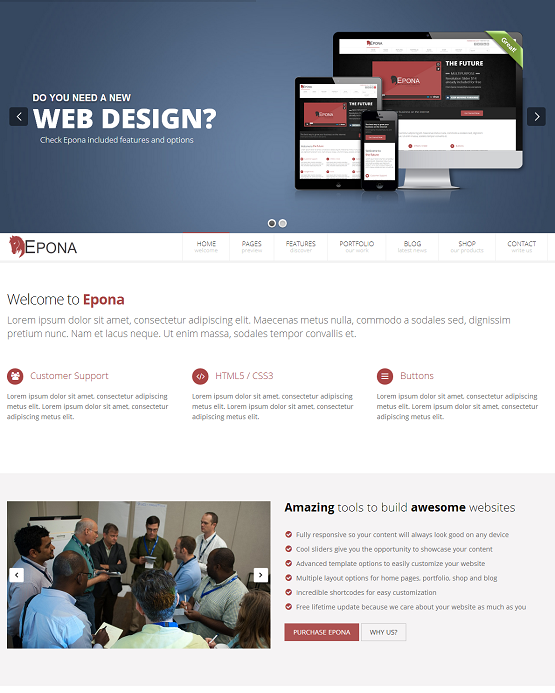 Great!
EPONA
THE FUTURE
MULTIPURPOSE
EPONA
THE FUTURE
DO YOU NEED A NEW
WEB DESIGN?
Check Epona included features and options
EPONA
HOME
welcome
PAGES
preview
FEATURES
discover
PORTFOLIO
our work
BLOG
latest news
SHOP
our products
CONTACT
write us
Welcome to Epona
Lorem ipsum dolor sit amet, consectetur adipiscing elit. Maecenas metus nulla, commodo a sodales sed, dignissim
pretium nunc. Nam et lacus neque. Ut enim massa, sodales tempor convallis et.
Customer Support
Lorem ipsum dolor sit amet, consectetur adipiscing
metus elit. Lorem ipsum dolor sit amet, consectetur
adipiscing metus elit.
HTML5 / CSS3
Lorem ipsum dolor sit amet, consectetur adipiscing
metus elit. Lorem ipsum dolor sit amet, consectetur
adipiscing metus elit.
Buttons
Lorem ipsum dolor sit amet, consectetur adipiscing
metus elit. Lorem ipsum dolor sit amet, consectetur
adipiscing metus elit.
Amazing tools to build awesome websites
Fully responsive so your content will always look good on any device
Cool sliders give you the opportunity to showcase your content
Advanced template options to easily customize your website
Multiple layout options for home pages, portfolio, shop and blog
Incredible shortcodes for easy customization
Free lifetime update because we care about your website as much as you
PURCHASE EPONA
WHY US?